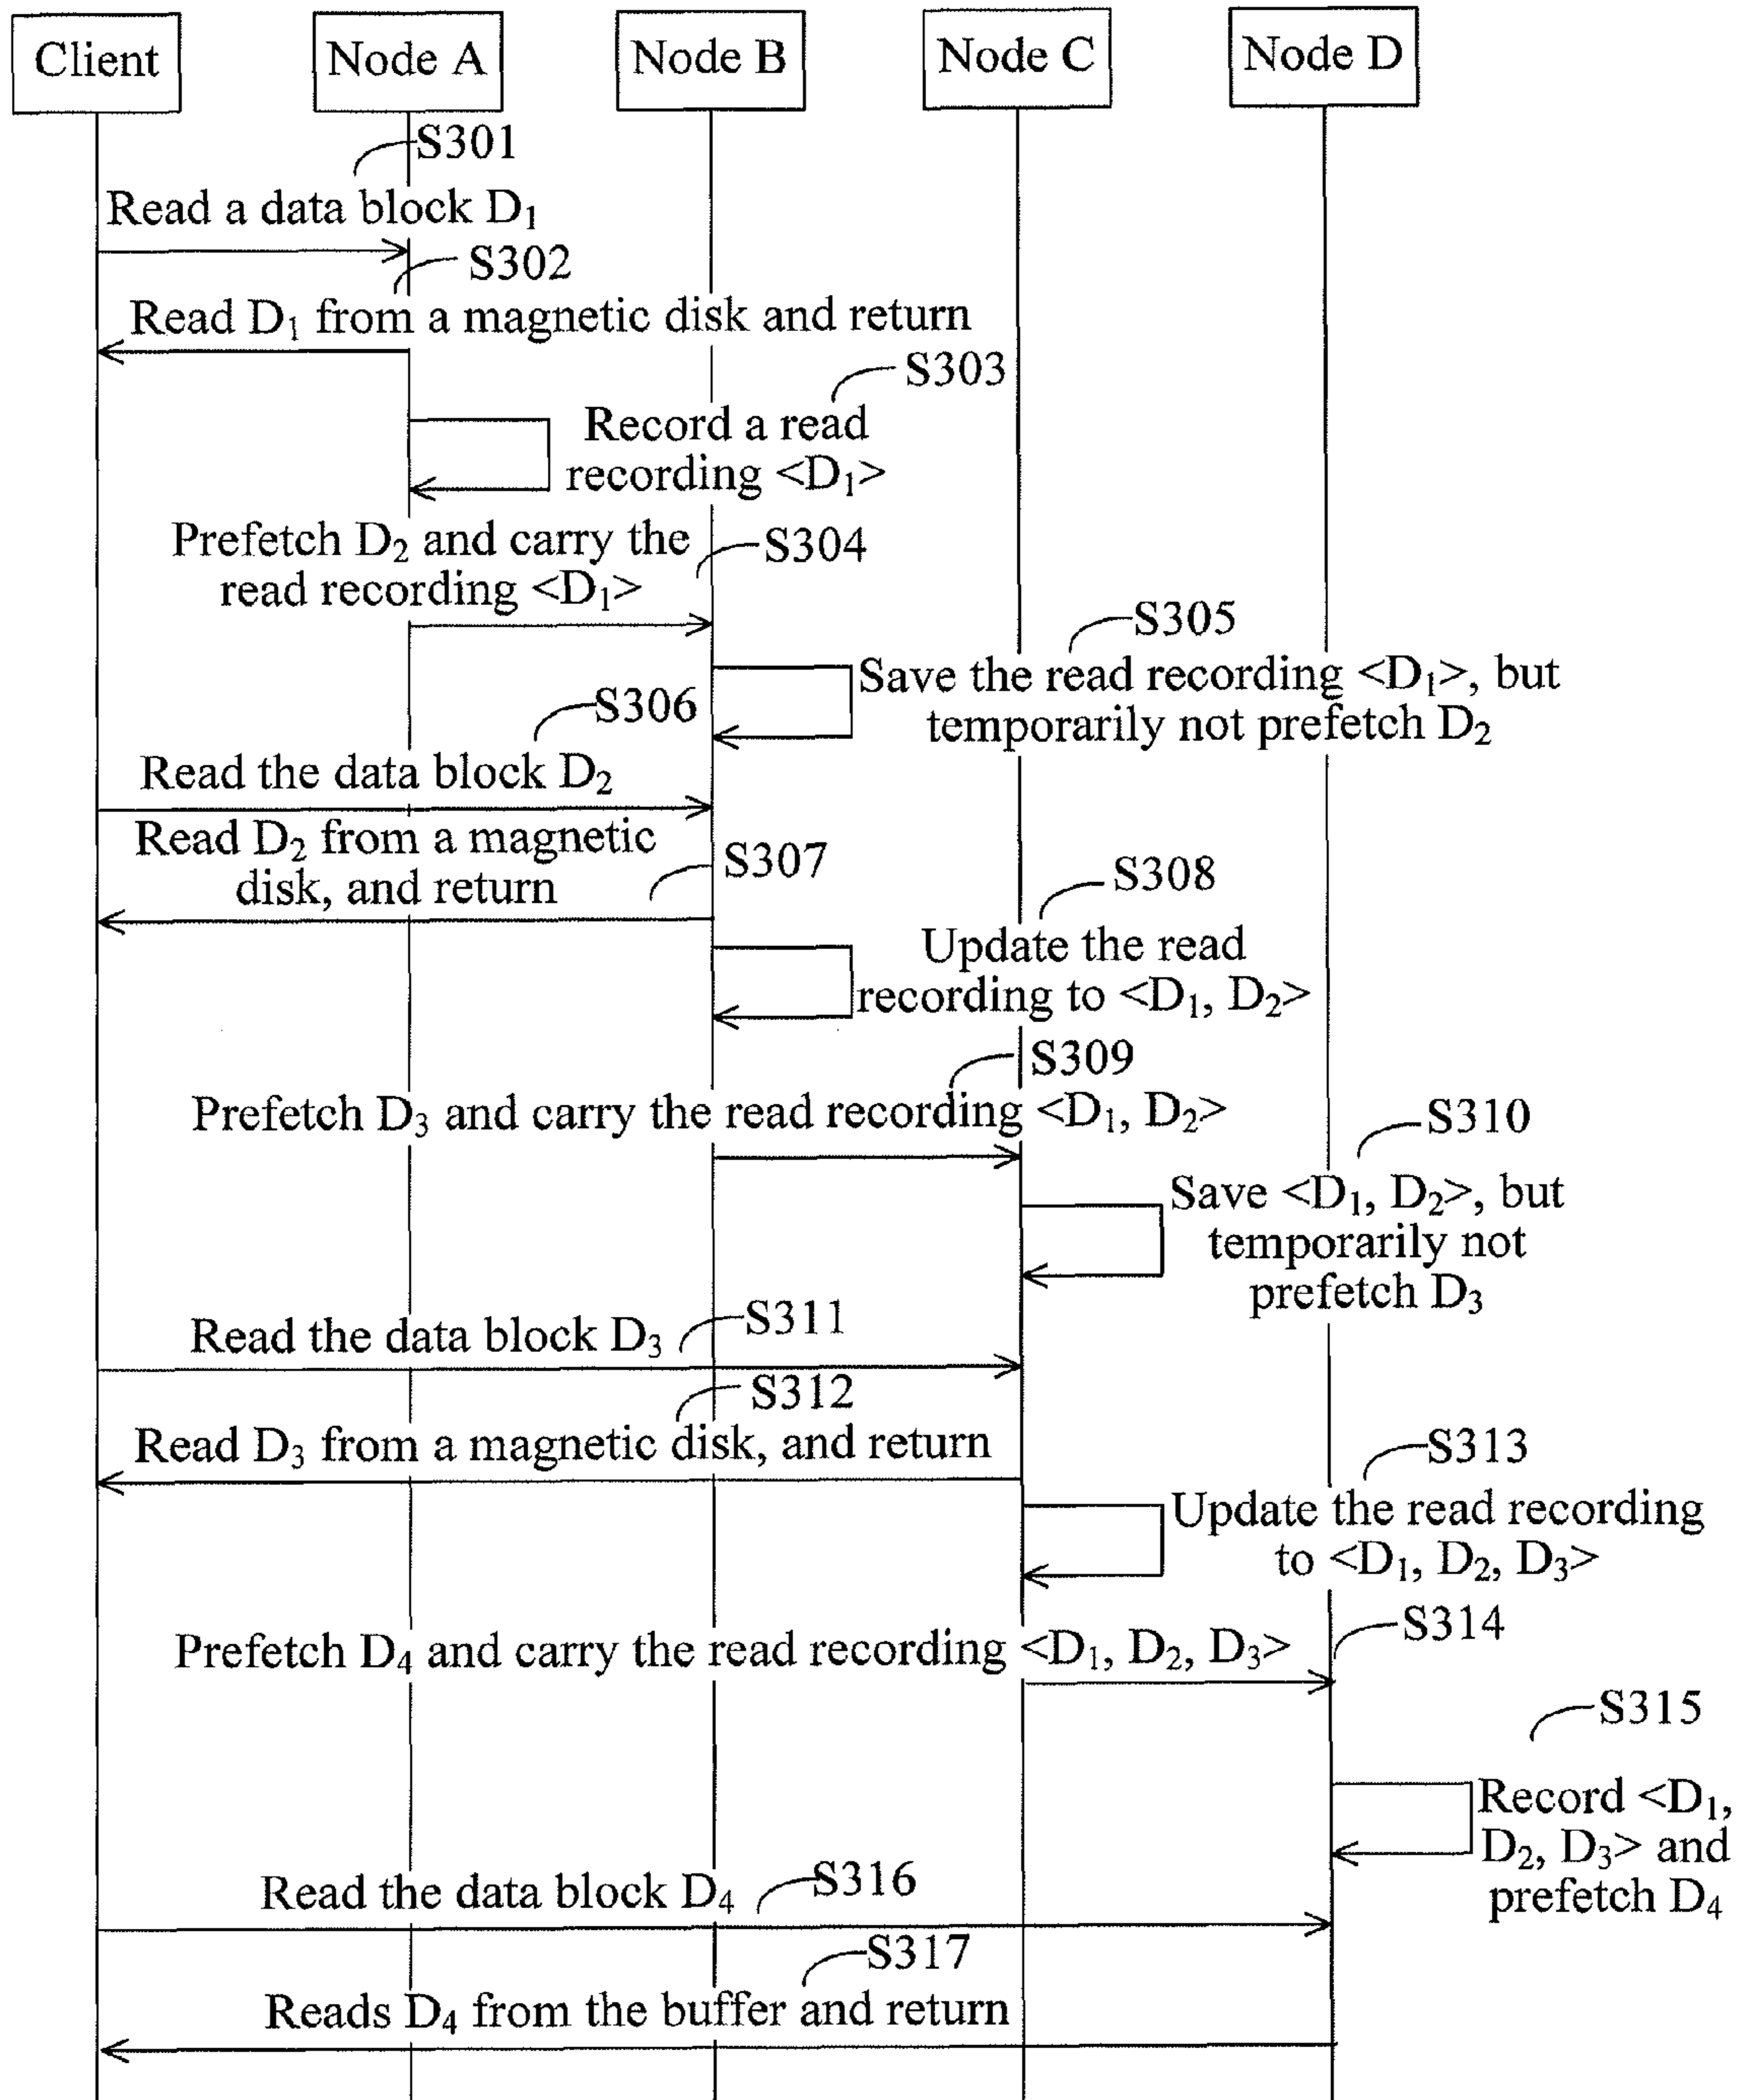 Client
Node A
Node B
Node C
Node D
S301
Read a data block D₁
S302
Read D₁ from a magnetic disk and return
S303
Record a read
recording <D₁>
Prefetch D₂ and carry the
read recording <D₁>
S304
S305
Save the read recording <D₁>, but
temporarily not prefetch D₂
S306
Read the data block D₂
Read D₂ from a magnetic
disk, and return
S307
S308
Update the read
recording to <D₁, D₂>
S309
Prefetch D₃ and carry the read recording <D₁, D₂>
S310
Save <D₁, D₂>, but
temporarily not
prefetch D₃
S311
Read the data block D₃
S312
Read D₃ from a magnetic disk, and return
S313
Update the read recording
to <D₁, D₂, D₃>
S314
Prefetch D₄ and carry the read recording <D₁, D₂, D₃>
S315
Record <D₁,
D₂, D₃> and
prefetch D₄
S316
Read the data block D₄
S317
Reads D₄ from the buffer and return